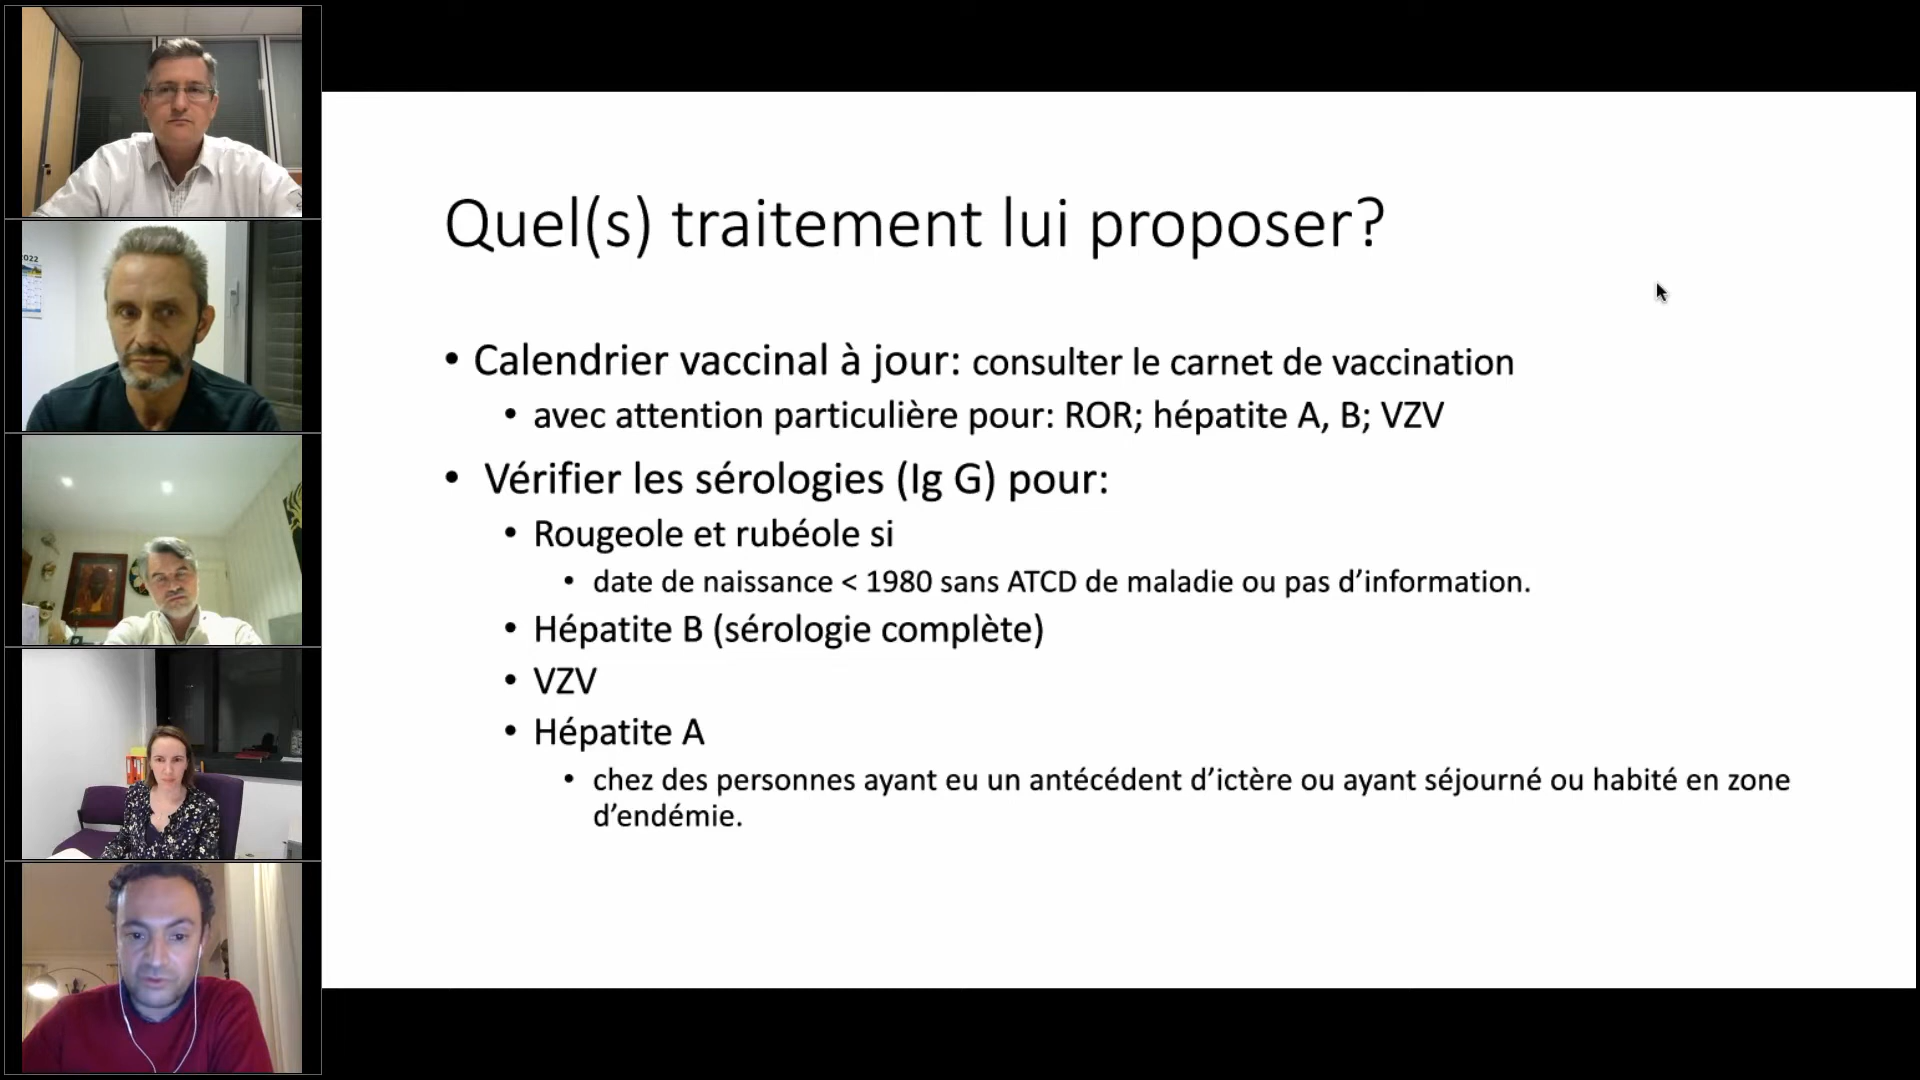 2022
Quel(s) traitement lui proposer?
• Calendrier vaccinal à jour: consulter le carnet de vaccination
• avec attention particulière pour: ROR; hépatite A, B; VZV
• Vérifier les sérologies (Ig G) pour:
• Rougeole et rubéole si
• date de naissance < 1980 sans ATCD de maladie ou pas d’information.
• Hépatite B (sérologie complète)
• VZV
• Hépatite A
• chez des personnes ayant eu un antécédent d’ictère ou ayant séjourné ou habité en zone
d’endémie.